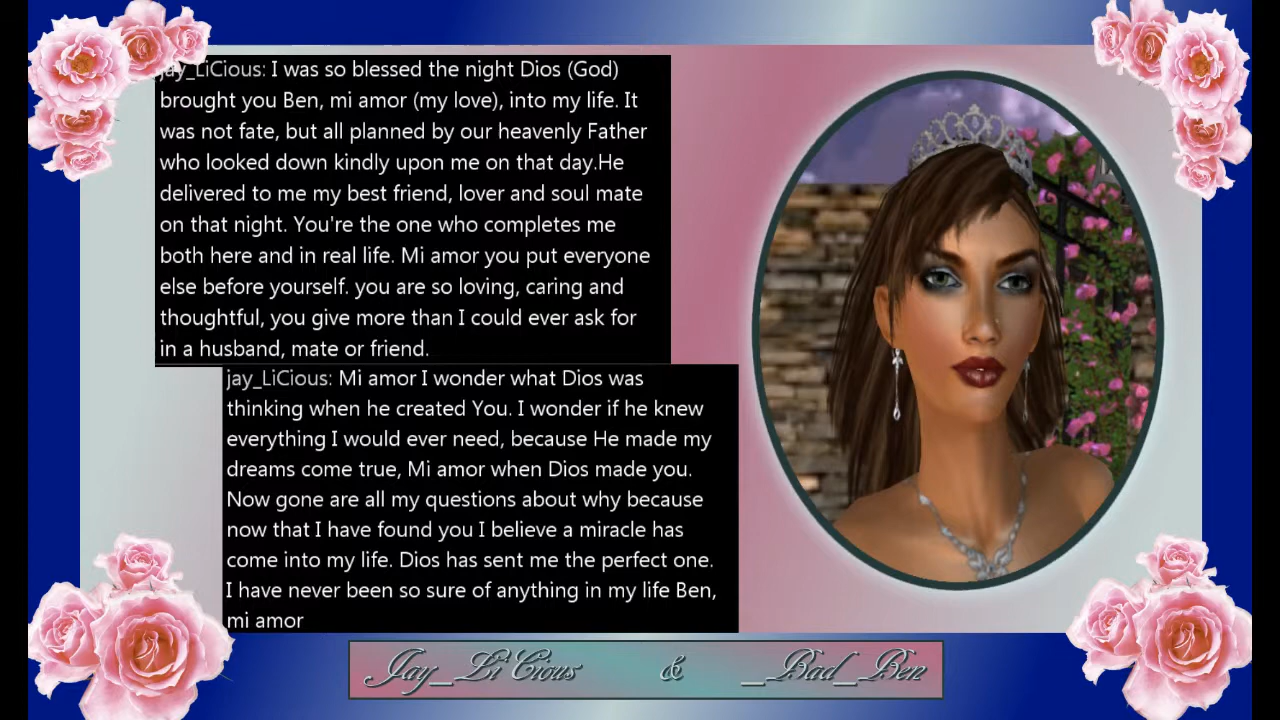 jay_LiCious: I was so blessed the night Dios (God)
brought you Ben, mi amor (my love), into my life. It
was not fate, but all planned by our heavenly Father
who looked down kindly upon me on that day.He
delivered to me my best friend, lover and soul mate
on that night. You're the one who completes me
both here and in real life. Mi amor you put everyone
else before yourself. you are so loving, caring and
thoughtful, you give more than I could ever ask for
in a husband, mate or friend.
jay_LiCious: Mi amor I wonder what Dios was
thinking when he created You. I wonder if he knew
everything I would ever need, because He made my
dreams come true, Mi amor when Dios made you.
Now gone are all my questions about why because
now that I have found you I believe a miracle has
come into my life. Dios has sent me the perfect one.
I have never been so sure of anything in my life Ben,
mi amor
Jay_LiCious & _Bad_Ben